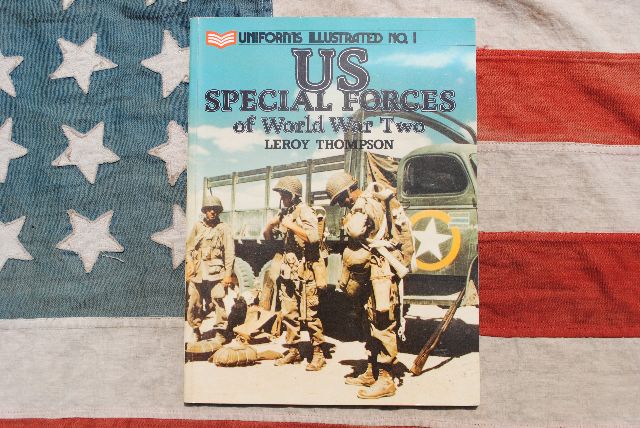 UNIFORMS ILLUSTRATED NO. 1
US
SPECIAL FORCES
of World War Two
LEROY THOMPSON